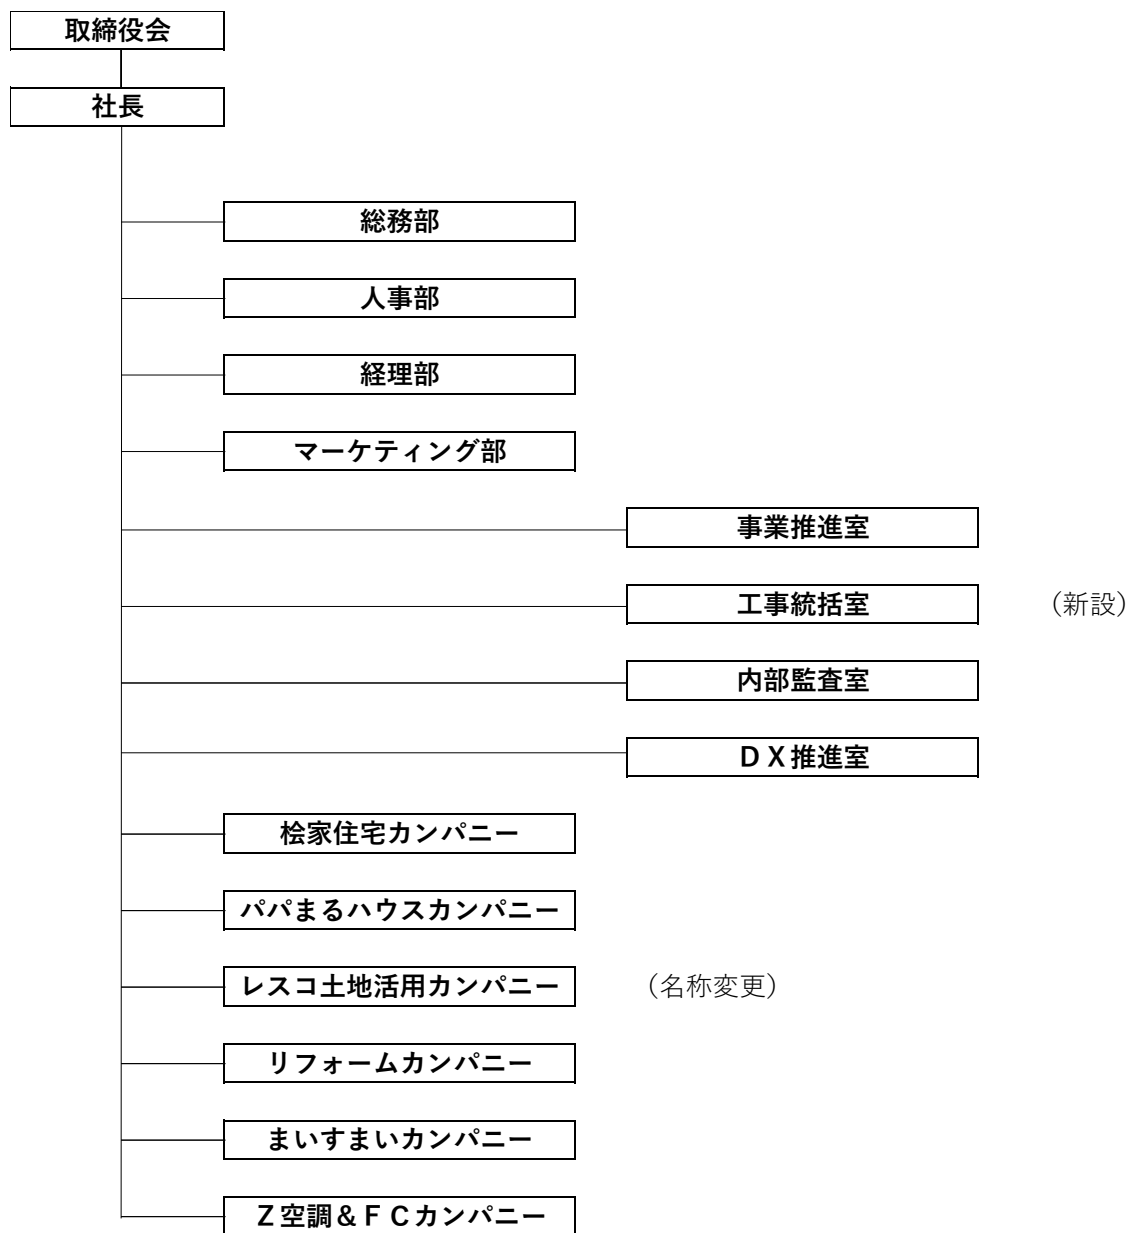 取締役会
社長
総務部
人事部
経理部
マーケティング部
事業推進室
工事統括室 （新設）
内部監査室
ＤＸ推進室
桧家住宅カンパニー
パパまるハウスカンパニー
レスコ土地活用カンパニー （名称変更）
リフォームカンパニー
まいすまいカンパニー
Ｚ空調＆ＦＣカンパニー